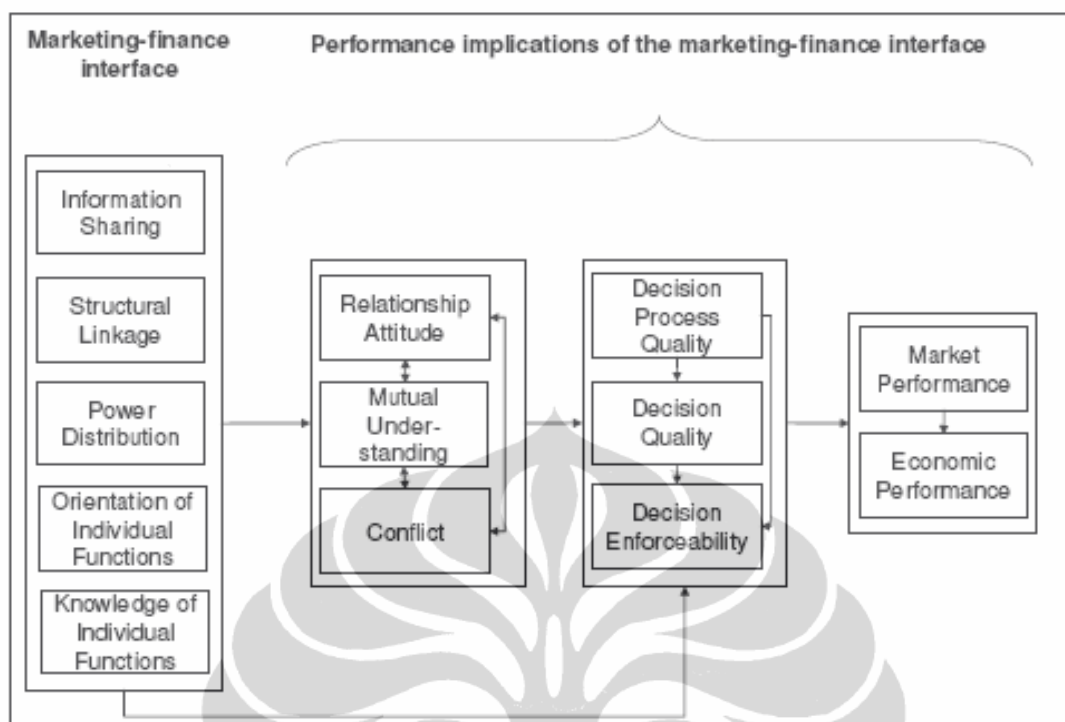 Marketing-finance
interface
Performance implications of the marketing-finance interface
Information
Sharing
Structural
Linkage
Power
Distribution
Orientation of
Individual
Functions
Knowledge of
Individual
Functions
Relationship
Attitude
Mutual
Under-
standing
Conflict
Decision
Process
Quality
Decision
Quality
Decision
Enforceability
Market
Performance
Economic
Performance